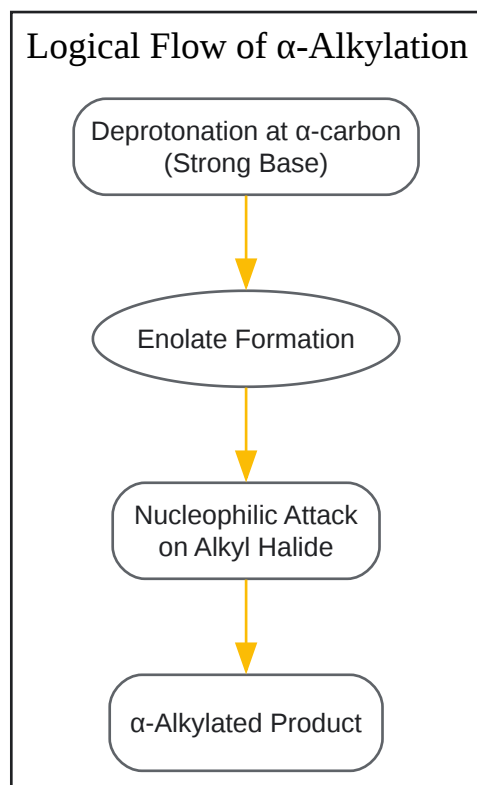 Logical Flow of α-Alkylation
Deprotonation at α-carbon
(Strong Base)
Enolate Formation
Nucleophilic Attack
on Alkyl Halide
α-Alkylated Product